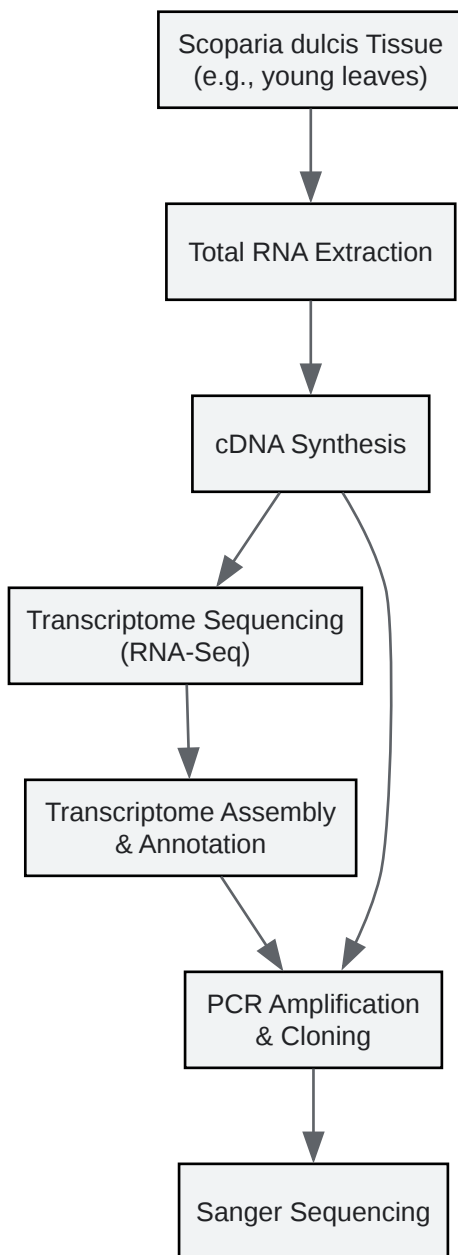 Scoparia dulcis Tissue
(e.g., young leaves)
Total RNA Extraction
cDNA Synthesis
Transcriptome Sequencing
(RNA-Seq)
Transcriptome Assembly
& Annotation
PCR Amplification
& Cloning
Sanger Sequencing